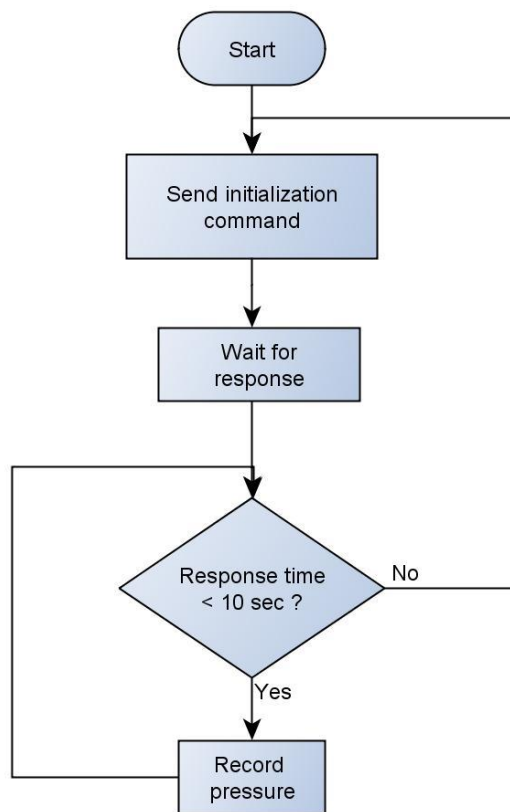 Start
Send initialization
command
Wait for
response
Response time
< 10 sec ?
No
Yes
Record
pressure